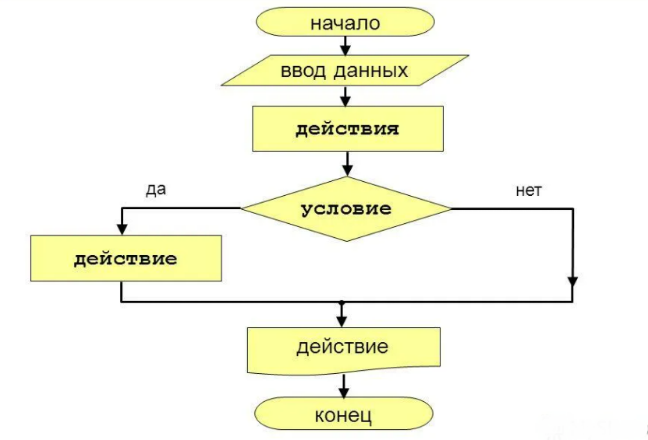 начало
ввод данных
действия
да
условие
нет
действие
действие
конец